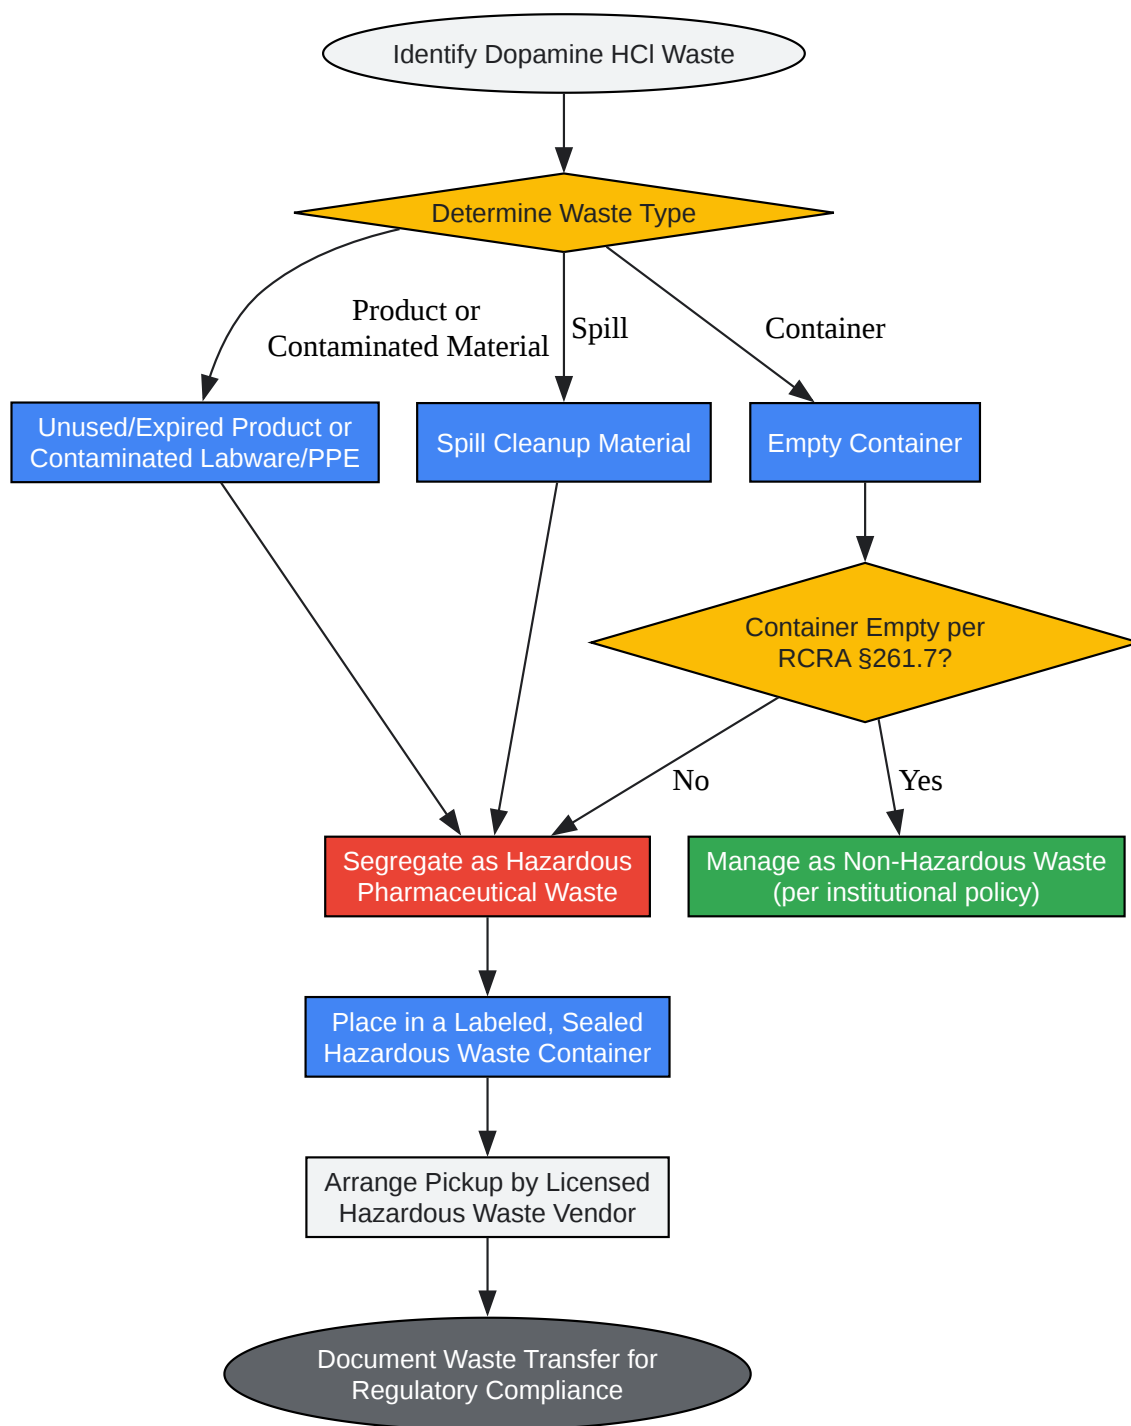 Identify Dopamine HCl Waste
Determine Waste Type
Product or
Contaminated Material
Spill
Container
Unused/Expired Product or
Contaminated Labware/PPE
Spill Cleanup Material
Empty Container
Container Empty per
RCRA §261.7?
No
Yes
Segregate as Hazardous
Pharmaceutical Waste
Manage as Non-Hazardous Waste
(per institutional policy)
Place in a Labeled, Sealed
Hazardous Waste Container
Arrange Pickup by Licensed
Hazardous Waste Vendor
Document Waste Transfer for
Regulatory Compliance